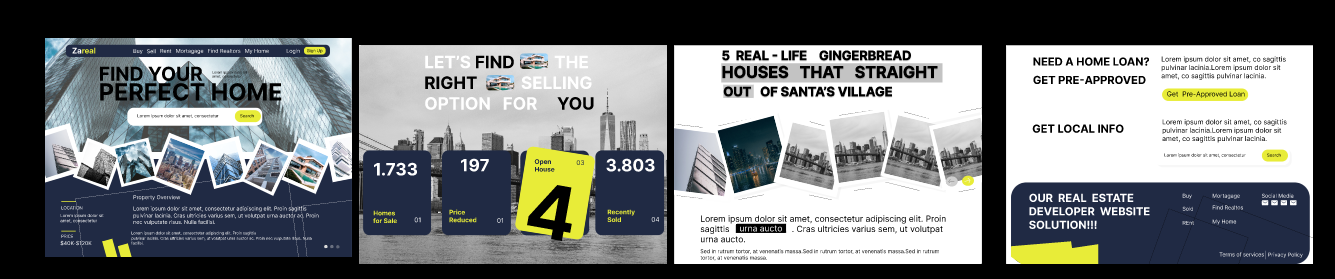 Zareal
Buy Sell Rent Mortagage Find Realtors My Home
Login Sign Up
FIND YOUR
PERFECT HOME
Lorem ipsum dolor sit amet, consectetur
Search
LOCATION
Lorem ipsum dolor sit
amet, consectetur
PRICE
$40K-$120K
Property Overview
Lorem ipsum dolor sit amet, consectetur adipiscing elit. Proin sagittis
pulvinar lacinia. Cras ultricies varius sem, ut volutpat urna auctor. Proin
nec vulputate risus. Nulla facilisi.
LET'S FIND THE
RIGHT SELLING
OPTION FOR YOU
1.733
Homes
for Sale
01
197
Price
Reduced
01
Open
House
03
4
3.803
Recently
Sold
04
5 REAL - LIFE GINGERBREAD
HOUSES THAT STRAIGHT
OUT OF SANTA'S VILLAGE
Lorem ipsum dolor sit amet, consectetur adipiscing elit. Proin
sagittis urna aucto . Cras ultricies varius sem, ut volutpat
urna aucto.
Sed in rutrum tortor, at venenatis massa.Sed in rutrum tortor, at venenatis massa.Sed in rutrum
tortor, at venenatis massa.
NEED A HOME LOAN?
GET PRE-APPROVED
Lorem ipsum dolor sit amet, co sagittis
pulvinar lacinia.Lorem ipsum dolor sit
amet, co sagittis pulvinar lacinia.
Get Pre-Approved Loan
GET LOCAL INFO
Lorem ipsum dolor sit amet, co sagittis
pulvinar lacinia.Lorem ipsum dolor sit
amet, co sagittis pulvinar lacinia.
Lorem ipsum dolor sit amet, consectetur
Search
OUR REAL ESTATE
DEVELOPER WEBSITE
SOLUTION!!!
Buy
Sold
REnt
Mortagage
Find Realtns
My Home
Social Media
Terms of services Privacy Policy